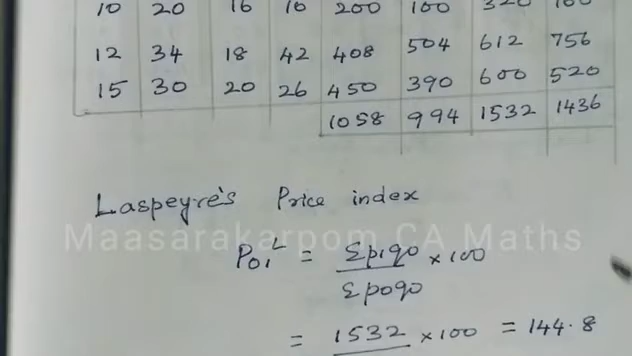 10 20 16 10 200 100 320 160
12 34 18 42 408 504 612 756
15 30 20 26 450 390 600 520
1058 994 1532 1436
Laspeyre's Price index
Maasarakarpom CA Maths
P01ᴸ = Σp1q0 × 100
Σp0q0
= 1532 × 100 = 144.8